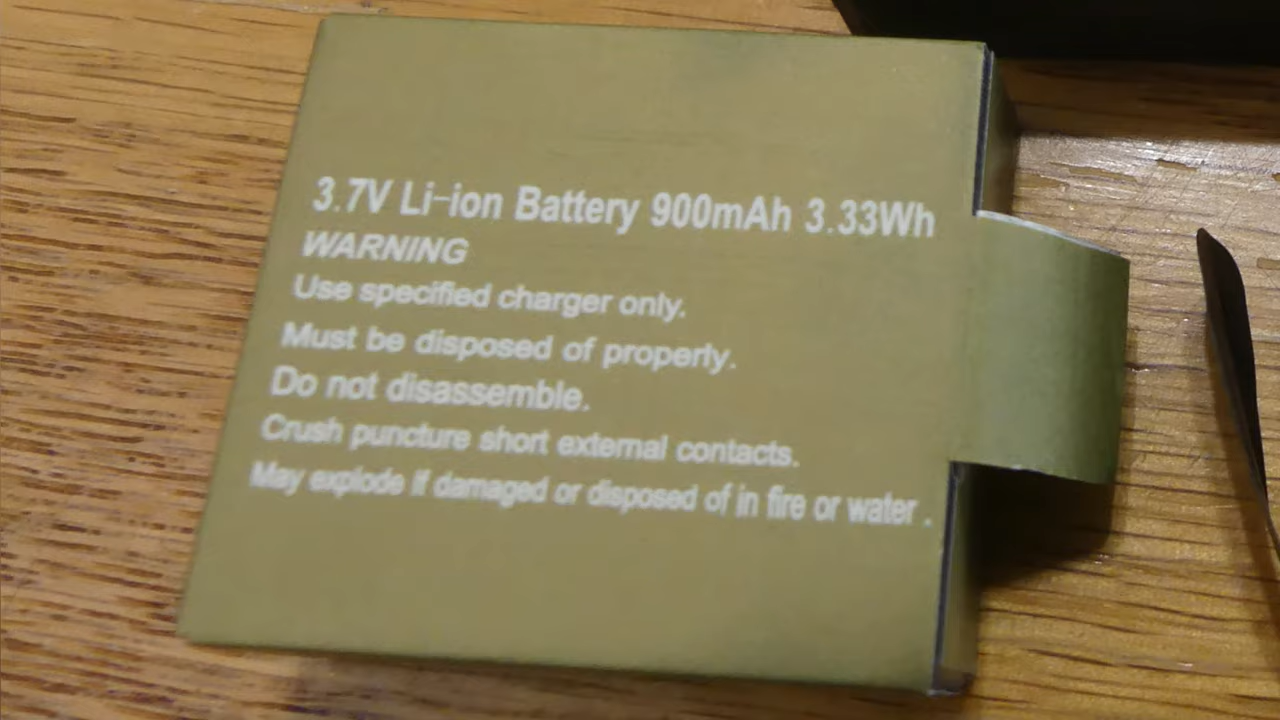 3.7V Li-ion Battery 900mAh 3.33Wh
WARNING
Use specified charger only.
Must be disposed of properly.
Do not disassemble.
Crush puncture short external contacts.
May explode if damaged or disposed of in fire or water .